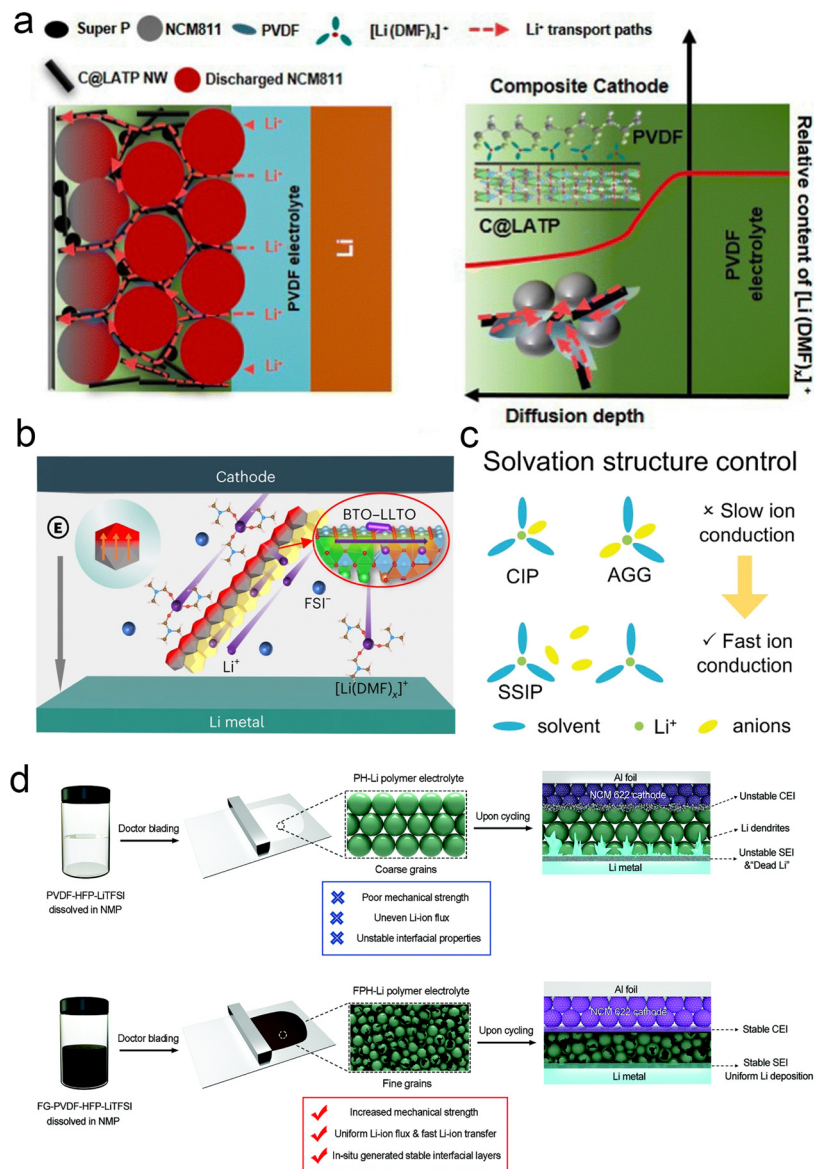 a
Super P NCM811 PVDF [Li(DMF)ₓ]⁺ Li⁺ transport paths
C@LATP NW Discharged NCM811
Li⁺
Li⁺
Li⁺
Li⁺
Li⁺
PVDF electrolyte
Li
Composite Cathode
PVDF
C@LATP
PVDF
electrolyte
Relative content of [Li(DMF)ₓ]⁺
Diffusion depth
b
Cathode
E
BTO–LLTO
FSI⁻
Li⁺
[Li(DMF)ₓ]⁺
Li metal
c
Solvation structure control
CIP
AGG
× Slow ion
conduction
SSIP
✓ Fast ion
conduction
solvent Li⁺ anions
d
PVDF-HFP-LiTFSI
dissolved in NMP
Doctor blading
PH-Li polymer electrolyte
Coarse grains
Upon cycling
Al foil
NCM 622 cathode
Li metal
Unstable CEI
Li dendrites
Unstable SEI
&"Dead Li"
Poor mechanical strength
Uneven Li-ion flux
Unstable interfacial properties
FG-PVDF-HFP-LiTFSI
dissolved in NMP
Doctor blading
FPH-Li polymer electrolyte
Fine grains
Upon cycling
Al foil
NCM 622 cathode
Li metal
Stable CEI
Stable SEI
Uniform Li deposition
Increased mechanical strength
Uniform Li-ion flux & fast Li-ion transfer
In-situ generated stable interfacial layers